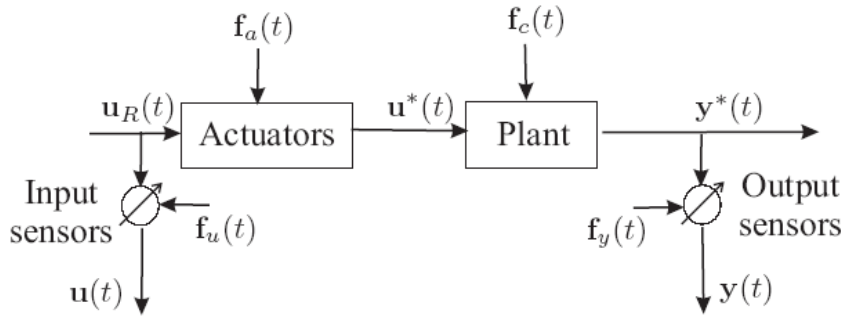 f_a(t)
f_c(t)
u_R(t)
Actuators
u*(t)
Plant
y*(t)
Input
sensors
f_u(t)
f_y(t)
Output
sensors
u(t)
y(t)